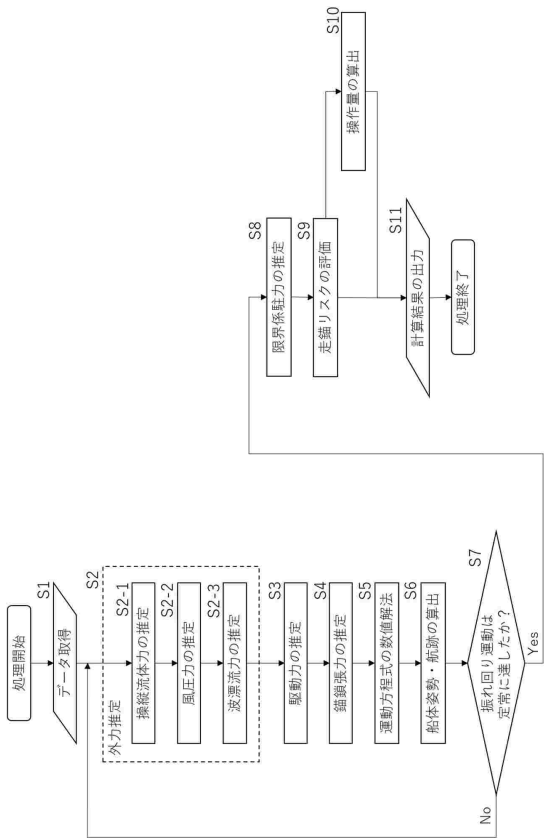 処理開始
S1
データ取得
S2
外力推定
S2-1
操縦流体力の推定
S2-2
風圧力の推定
S2-3
波漂流力の推定
S3
駆動力の推定
S4
錨鎖張力の推定
S5
運動方程式の数値解法
S6
船体姿勢・航跡の算出
S7
振れ回り運動は
定常に達したか？
No
Yes
S8
限界係駐力の推定
S9
走錨リスクの評価
S10
操作量の算出
S11
計算結果の出力
処理終了